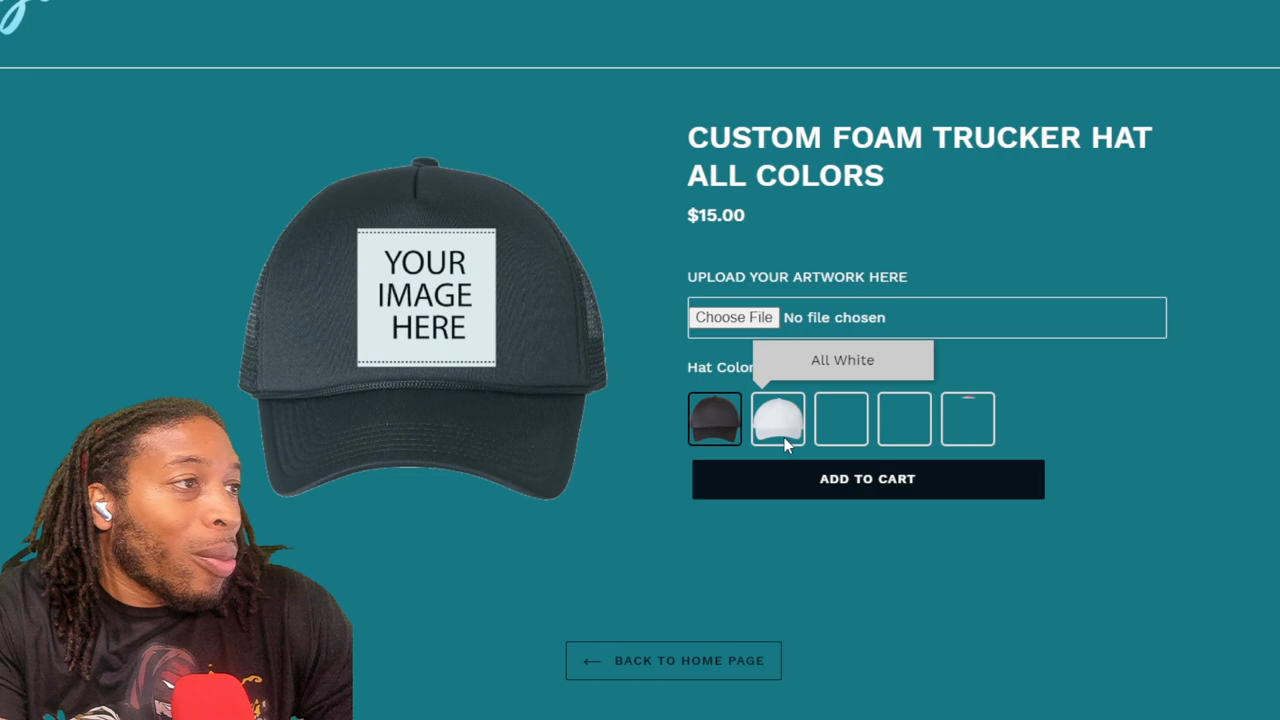 CUSTOM FOAM TRUCKER HAT
ALL COLORS
$15.00
YOUR
IMAGE
HERE
UPLOAD YOUR ARTWORK HERE
Choose File No file chosen
Hat Color
All White
ADD TO CART
← BACK TO HOME PAGE